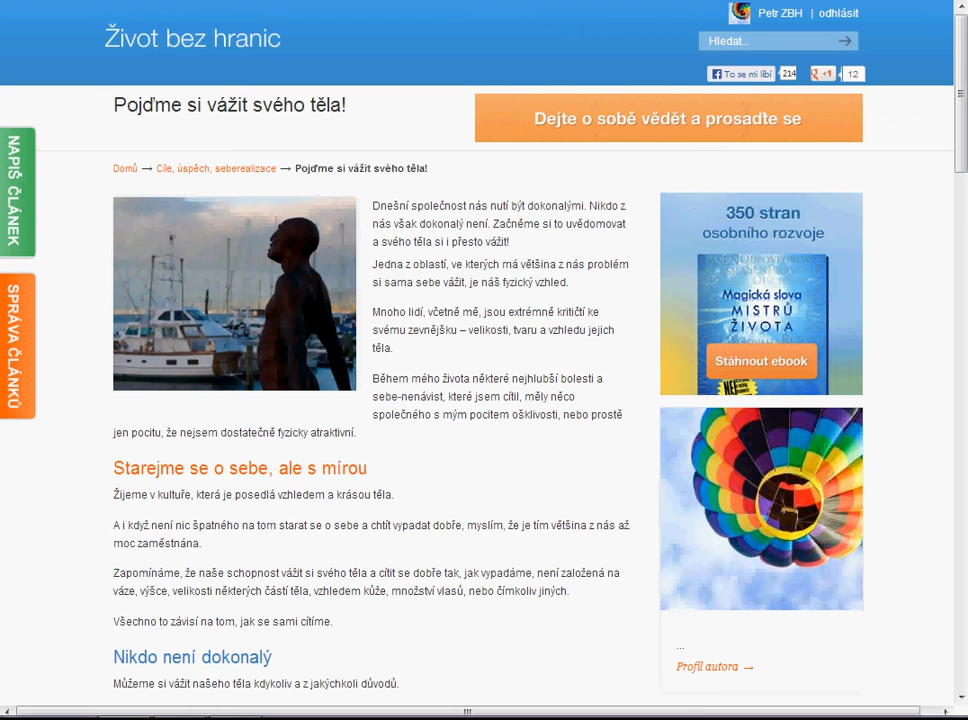 Petr ZBH | odhlásit
Život bez hranic
Hledat...
To se mi líbí 214
+1 12
Pojďme si vážit svého těla!
Dejte o sobě vědět a prosaďte se
NAPIŠ ČLÁNEK
SPRÁVA ČLÁNKŮ
Domů → Cíle, úspěch, seberealizace → Pojďme si vážit svého těla!
Dnešní společnost nás nutí být dokonalými. Nikdo z
nás však dokonalý není. Začněme si to uvědomovat
a svého těla si i přesto vážit!
Jedna z oblastí, ve kterých má většina z nás problém
si sama sebe vážit, je náš fyzický vzhled.
Mnoho lidí, včetně mě, jsou extrémně kritičtí ke
svému zevnějšku – velikosti, tvaru a vzhledu jejich
těla.
Během mého života některé nejhlubší bolesti a
sebe-nenávist, které jsem cítil, měly něco
společného s mým pocitem ošklivosti, nebo prostě
jen pocitu, že nejsem dostatečně fyzicky atraktivní.
Starejme se o sebe, ale s mírou
Žijeme v kultuře, která je posedlá vzhledem a krásou těla.
A i když není nic špatného na tom starat se o sebe a chtít vypadat dobře, myslím, že je tím většina z nás až
moc zaměstnána.
Zapomínáme, že naše schopnost vážit si svého těla a cítit se dobře tak, jak vypadáme, není založená na
váze, výšce, velikosti některých částí těla, vzhledem kůže, množství vlasů, nebo čímkoliv jiných.
Všechno to závisí na tom, jak se sami cítíme.
Nikdo není dokonalý
Můžeme si vážit našeho těla kdykoliv a z jakýchkoli důvodů.
350 stran
osobního rozvoje
Magická slova
MISTRŮ
ŽIVOTA
Stáhnout ebook
...
Profil autora →